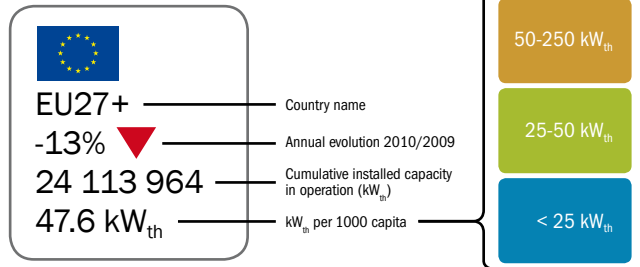 EU27+
-13%
24 113 964
47.6 kWth
Country name
Annual evolution 2010/2009
Cumulative installed capacity
in operation (kWth)
kWth per 1000 capita
50-250 kWth
25-50 kWth
< 25 kWth